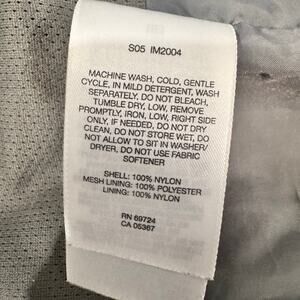 S05 IM2004
MACHINE WASH, COLD, GENTLE
CYCLE, IN MILD DETERGENT, WASH
SEPARATELY, DO NOT BLEACH,
TUMBLE DRY, LOW, REMOVE
PROMPTLY, IRON, LOW, RIGHT SIDE
ONLY, IF NEEDED, DO NOT DRY
CLEAN, DO NOT STORE WET, DO
NOT ALLOW TO SIT IN WASHER/
DRYER, DO NOT USE FABRIC
SOFTENER
SHELL: 100% NYLON
MESH LINING: 100% POLYESTER
LINING: 100% NYLON
RN 69724
CA 05367